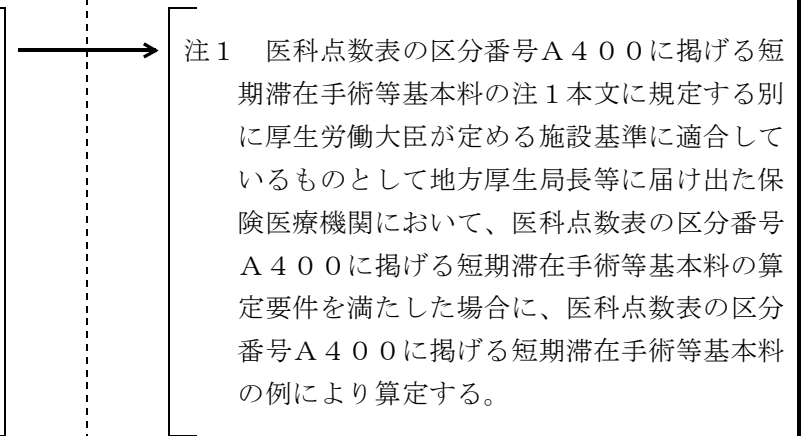 注１　医科点数表の区分番号Ａ４００に掲げる短
期滞在手術等基本料の注１本文に規定する別
に厚生労働大臣が定める施設基準に適合して
いるものとして地方厚生局長等に届け出た保
険医療機関において、医科点数表の区分番号
Ａ４００に掲げる短期滞在手術等基本料の算
定要件を満たした場合に、医科点数表の区分
番号Ａ４００に掲げる短期滞在手術等基本料
の例により算定する。